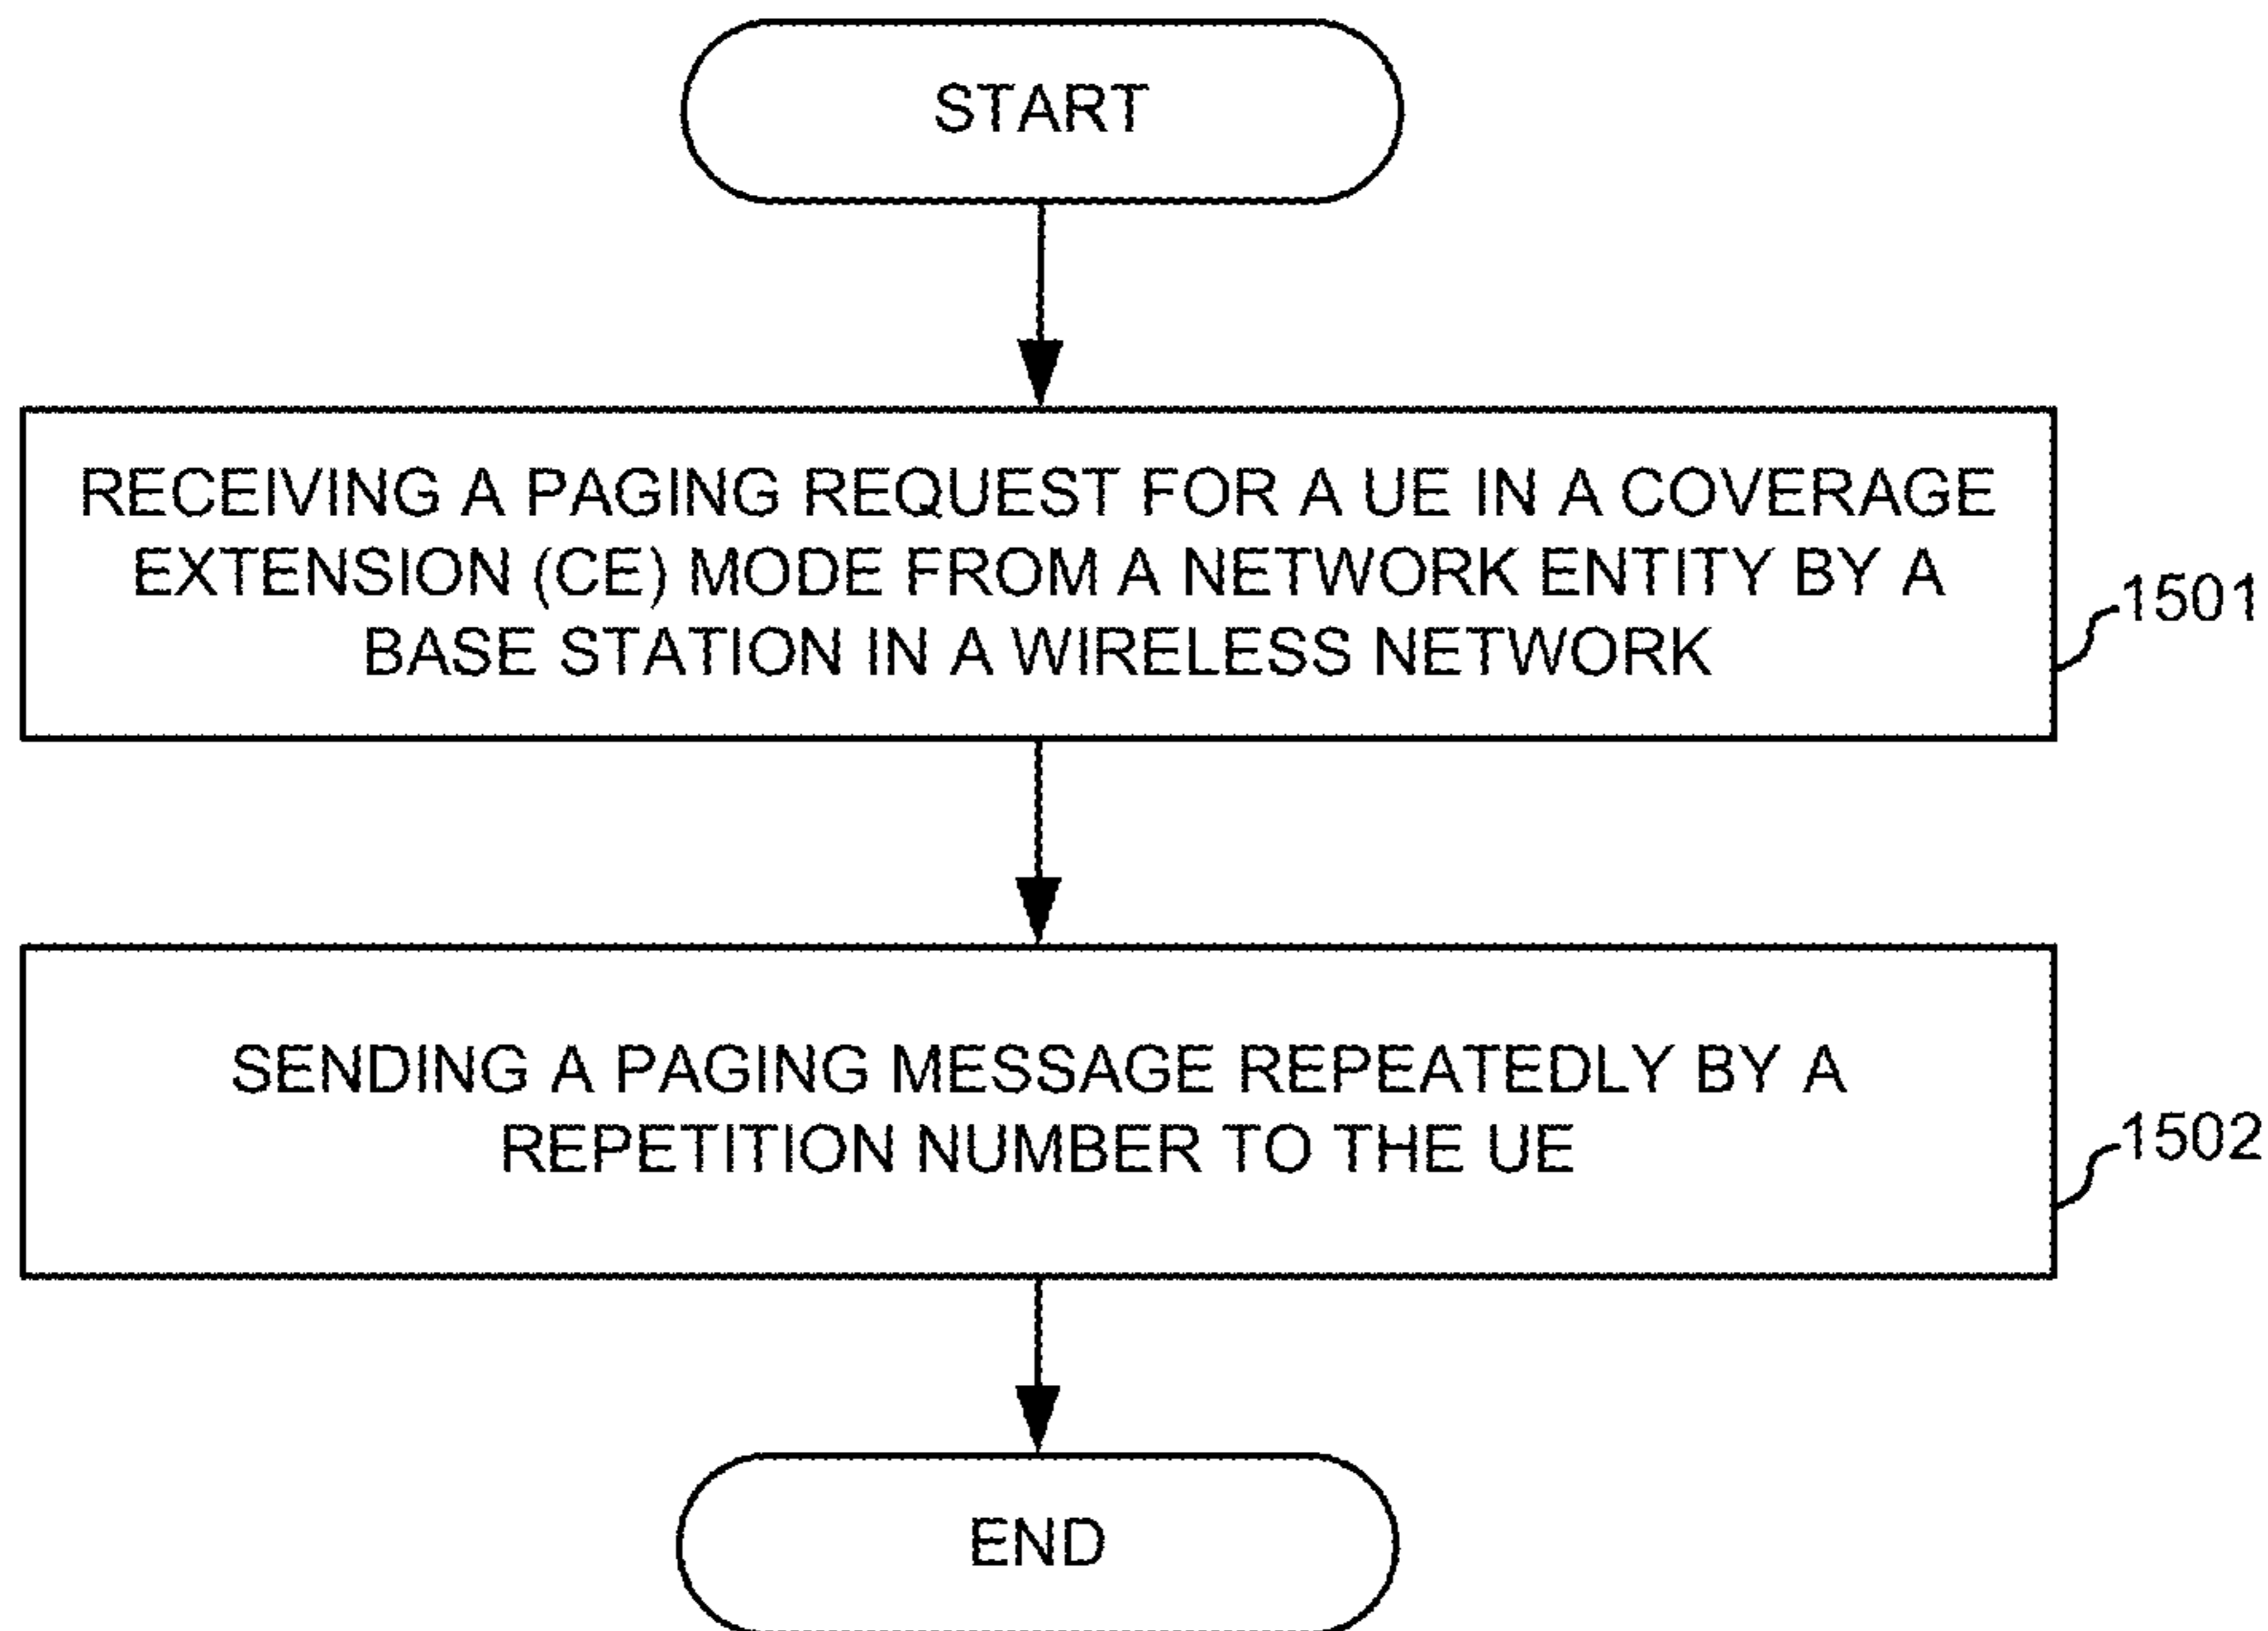 START
RECEIVING A PAGING REQUEST FOR A UE IN A COVERAGE
EXTENSION (CE) MODE FROM A NETWORK ENTITY BY A
BASE STATION IN A WIRELESS NETWORK
1501
SENDING A PAGING MESSAGE REPEATEDLY BY A
REPETITION NUMBER TO THE UE
1502
END